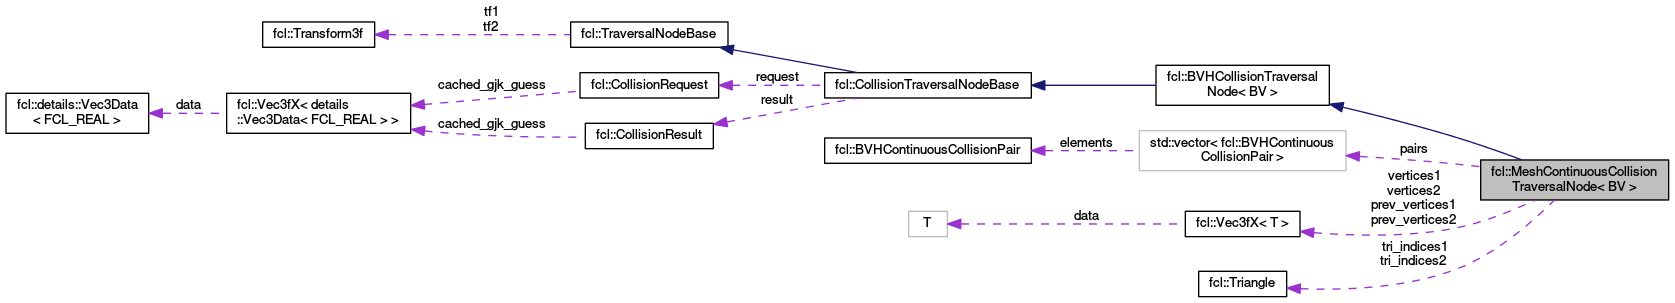 tf1
tf2
fcl::Transform3f
fcl::TraversalNodeBase
fcl::details::Vec3Data
< FCL_REAL >
data
fcl::Vec3fX< details
::Vec3Data< FCL_REAL > >
cached_gjk_guess
cached_gjk_guess
fcl::CollisionRequest
fcl::CollisionResult
request
result
fcl::CollisionTraversalNodeBase
fcl::BVHCollisionTraversal
Node< BV >
fcl::BVHContinuousCollisionPair
elements
std::vector< fcl::BVHContinuous
CollisionPair >
pairs
fcl::MeshContinuousCollision
TraversalNode< BV >
T
data
fcl::Vec3fX< T >
vertices1
vertices2
prev_vertices1
prev_vertices2
fcl::Triangle
tri_indices1
tri_indices2